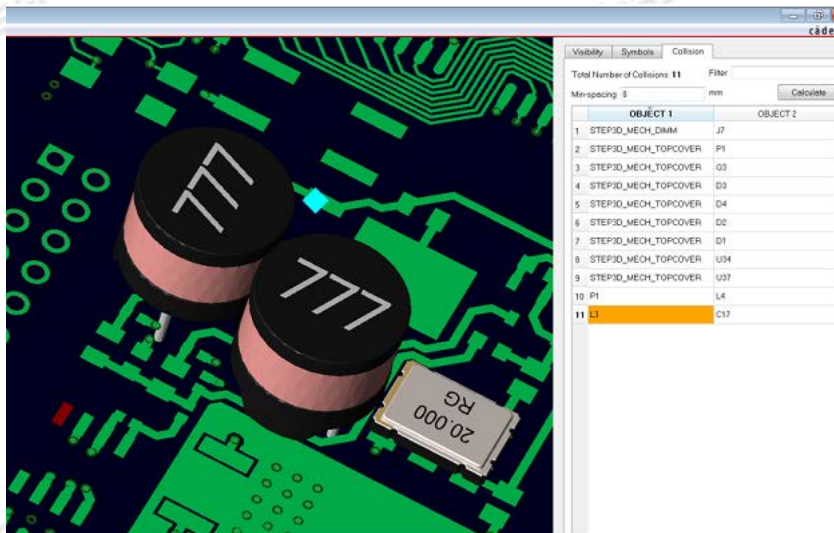 cāde
Visibility Symbols Collision
Total Number of Collisions: 11 Filter
Min-spacing 0 mm Calculate
OBJECT 1 OBJECT 2
1 STEP3D_MECH_DIMM J7
2 STEP3D_MECH_TOPCOVER P1
3 STEP3D_MECH_TOPCOVER Q3
4 STEP3D_MECH_TOPCOVER D3
5 STEP3D_MECH_TOPCOVER D4
6 STEP3D_MECH_TOPCOVER D2
7 STEP3D_MECH_TOPCOVER D1
8 STEP3D_MECH_TOPCOVER U34
9 STEP3D_MECH_TOPCOVER U37
10 P1 L4
11 L3 C17
777
777
20.000
RG